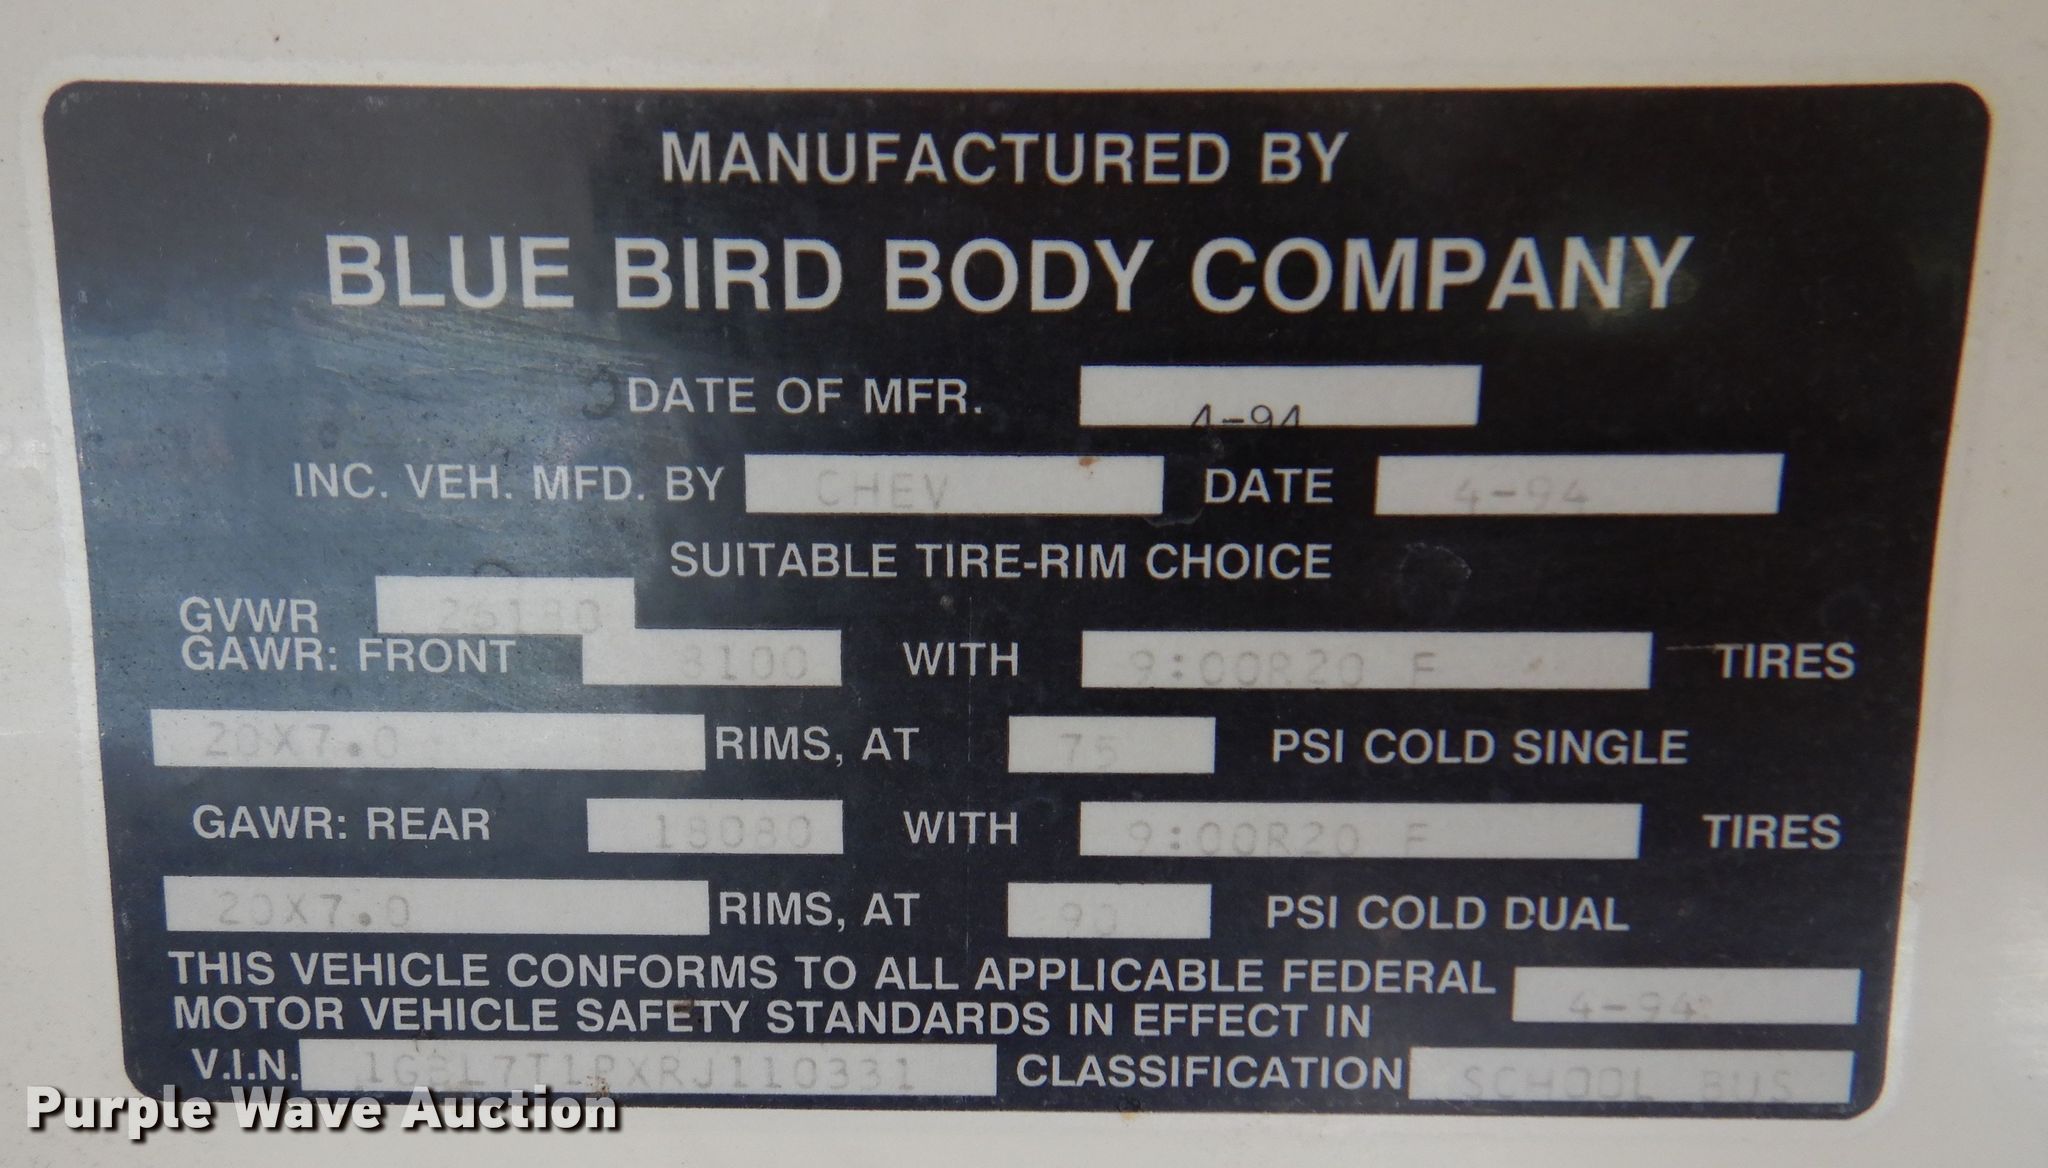 MANUFACTURED BY
BLUE BIRD BODY COMPANY
DATE OF MFR. 4-94
INC. VEH. MFD. BY CHEV DATE 4-94
SUITABLE TIRE-RIM CHOICE
GVWR 26180
GAWR: FRONT 8100 WITH 9:00R20 F TIRES
20X7.0 RIMS, AT 75 PSI COLD SINGLE
GAWR: REAR 18080 WITH 9:00R20 F TIRES
20X7.0 RIMS, AT 90 PSI COLD DUAL
THIS VEHICLE CONFORMS TO ALL APPLICABLE FEDERAL
MOTOR VEHICLE SAFETY STANDARDS IN EFFECT IN 4-94
V.I.N. CLASSIFICATION SCHOOL BUS
Purple Wave Auction